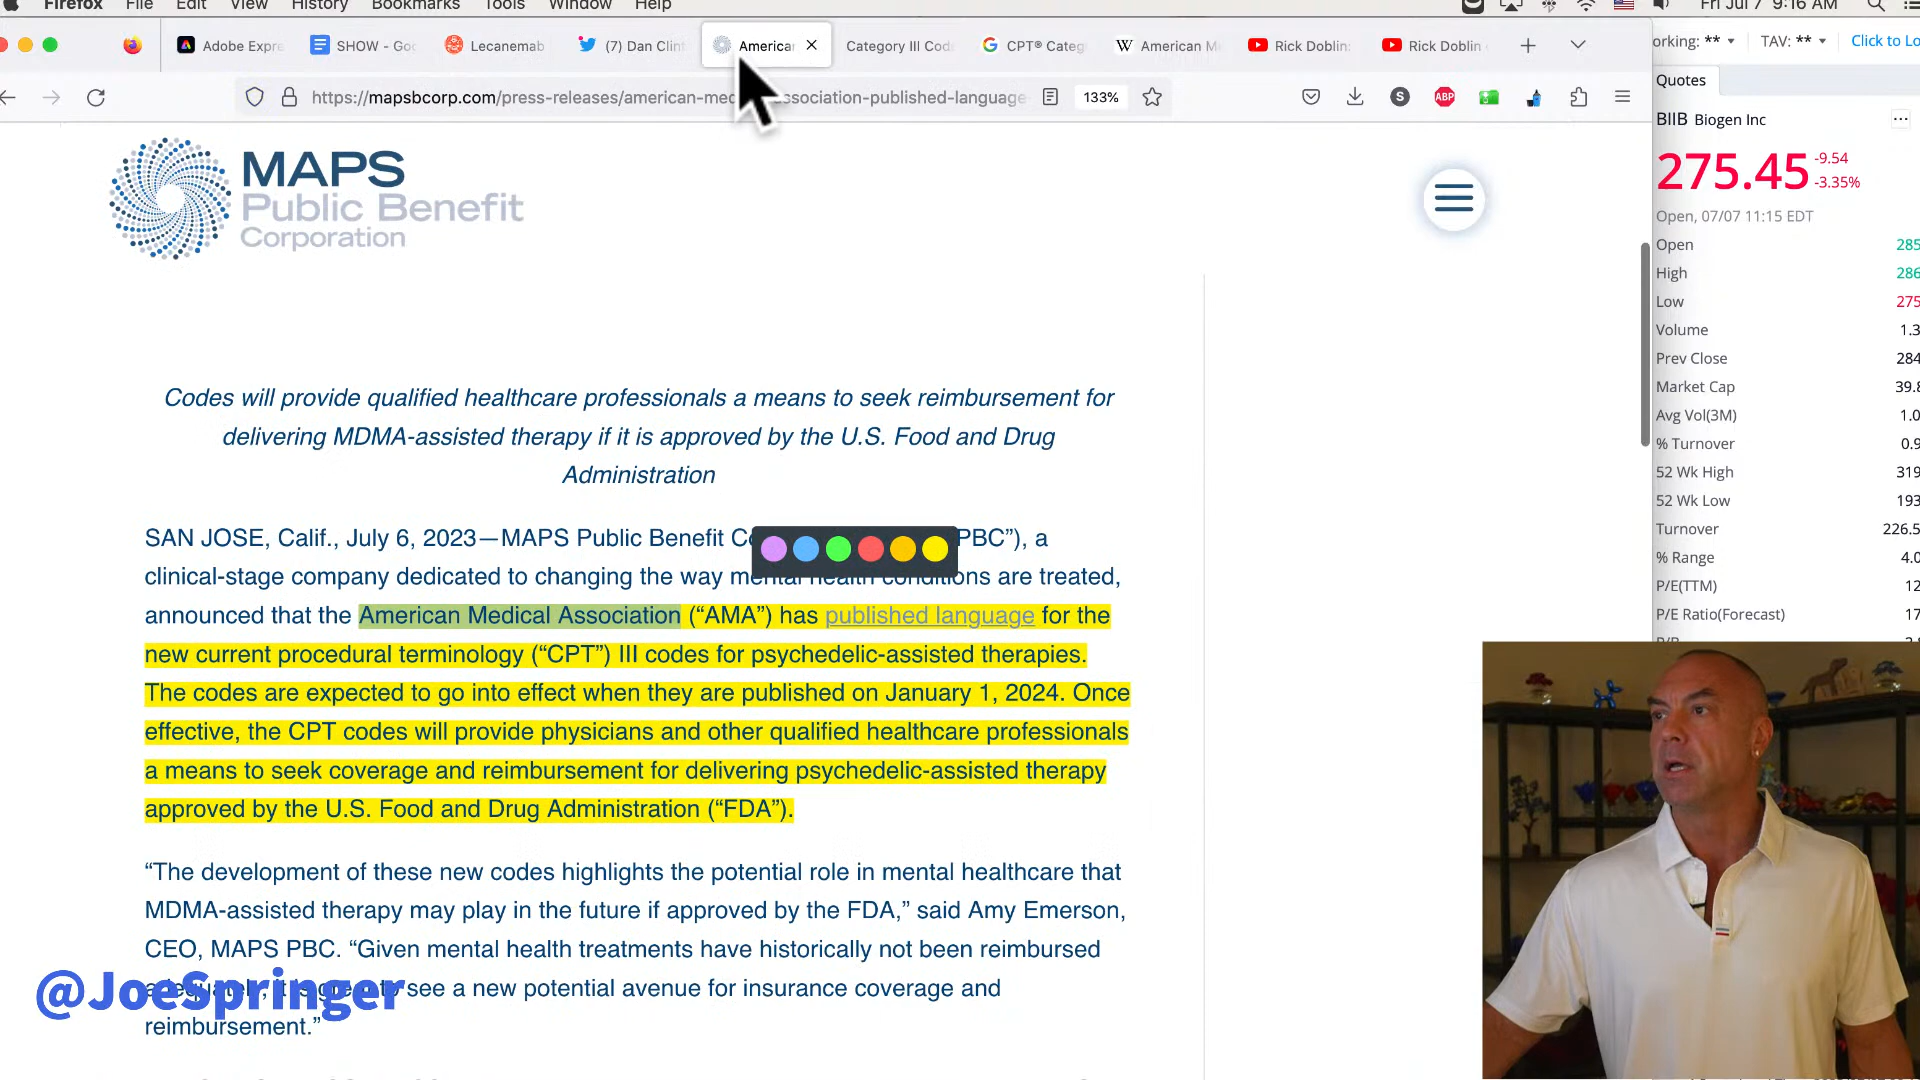 Firefox File Edit View History Bookmarks Tools Window Help Fri Jul 7 9:16 AM
Adobe Expre SHOW - Goo Lecanemab (7) Dan Clint America Category III Cod CPT® Categ American M Rick Doblin: Rick Doblin
https://mapsbcorp.com/press-releases/american-med association-published-language- 133% S ABP
orking: ** TAV: ** Click to Lo
Quotes
BIIB Biogen Inc
275.45 -9.54
-3.35%
Open, 07/07 11:15 EDT
Open 285
High 286
Low 275
Volume 1.3
Prev Close 284
Market Cap 39.8
Avg Vol(3M) 1.0
% Turnover 0.9
52 Wk High 319
52 Wk Low 193
Turnover 226.5
% Range 4.0
P/E(TTM) 12
P/E Ratio(Forecast) 17
MAPS
Public Benefit
Corporation
Codes will provide qualified healthcare professionals a means to seek reimbursement for
delivering MDMA-assisted therapy if it is approved by the U.S. Food and Drug
Administration
SAN JOSE, Calif., July 6, 2023—MAPS Public Benefit Co PBC”), a
clinical-stage company dedicated to changing the way mental health conditions are treated,
announced that the American Medical Association (“AMA”) has published language for the
new current procedural terminology (“CPT”) III codes for psychedelic-assisted therapies.
The codes are expected to go into effect when they are published on January 1, 2024. Once
effective, the CPT codes will provide physicians and other qualified healthcare professionals
a means to seek coverage and reimbursement for delivering psychedelic-assisted therapy
approved by the U.S. Food and Drug Administration (“FDA”).
“The development of these new codes highlights the potential role in mental healthcare that
MDMA-assisted therapy may play in the future if approved by the FDA,” said Amy Emerson,
CEO, MAPS PBC. “Given mental health treatments have historically not been reimbursed
see a new potential avenue for insurance coverage and
reimbursement.”
@JoeSpringer